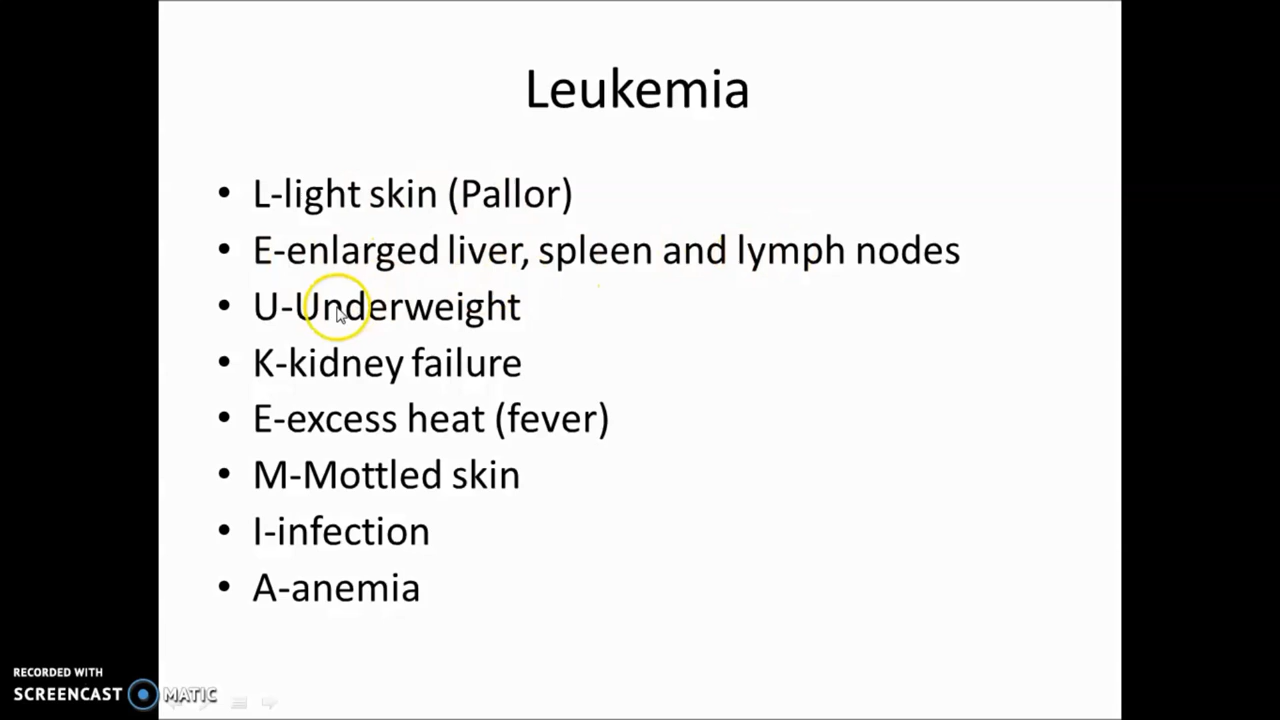 Leukemia
• L-light skin (Pallor)
• E-enlarged liver, spleen and lymph nodes
• U-Underweight
• K-kidney failure
• E-excess heat (fever)
• M-Mottled skin
• I-infection
• A-anemia
RECORDED WITH
SCREENCAST MATIC